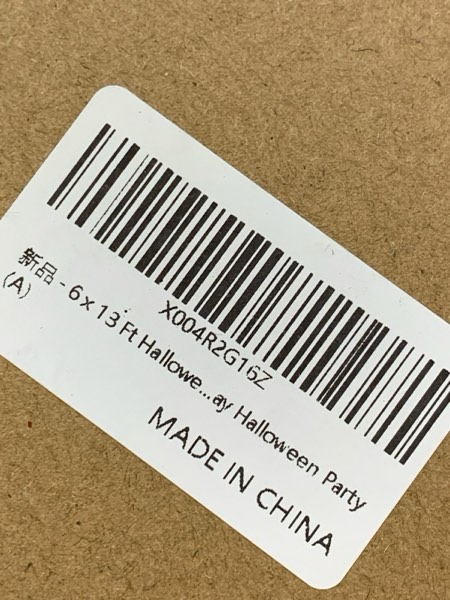 X004R2G16Z
新品 - 6 x 13 Ft Hallowe...ay Halloween Party
(A)
MADE IN CHINA